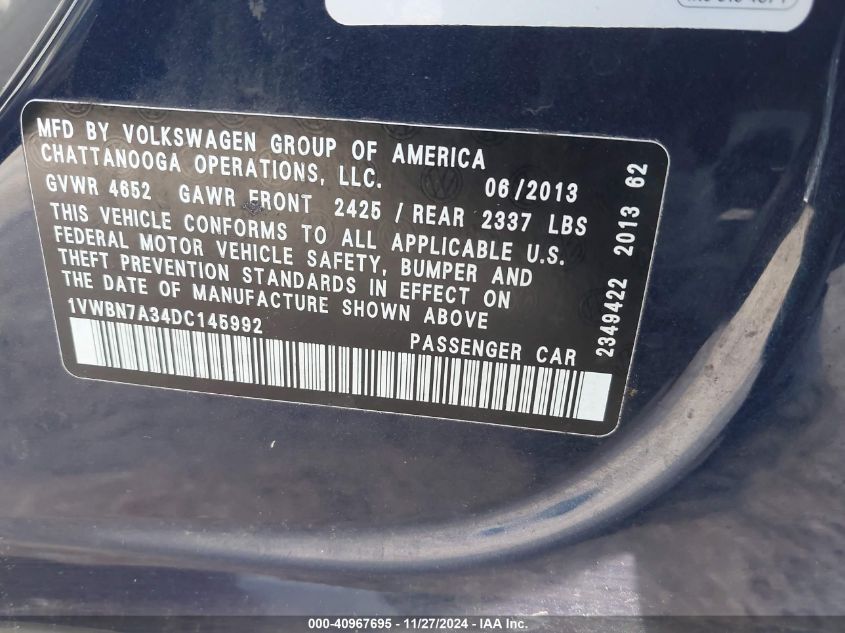 MFD BY VOLKSWAGEN GROUP OF AMERICA
CHATTANOOGA OPERATIONS, LLC. 06/2013
GVWR 4652 GAWR FRONT 2425 / REAR 2337 LBS
THIS VEHICLE CONFORMS TO ALL APPLICABLE U.S.
FEDERAL MOTOR VEHICLE SAFETY, BUMPER AND
THEFT PREVENTION STANDARDS IN EFFECT ON
THE DATE OF MANUFACTURE SHOWN ABOVE
1VWBN7A34DC145992
PASSENGER CAR
2349422 2013 62
000-40967695 - 11/27/2024 - IAA Inc.